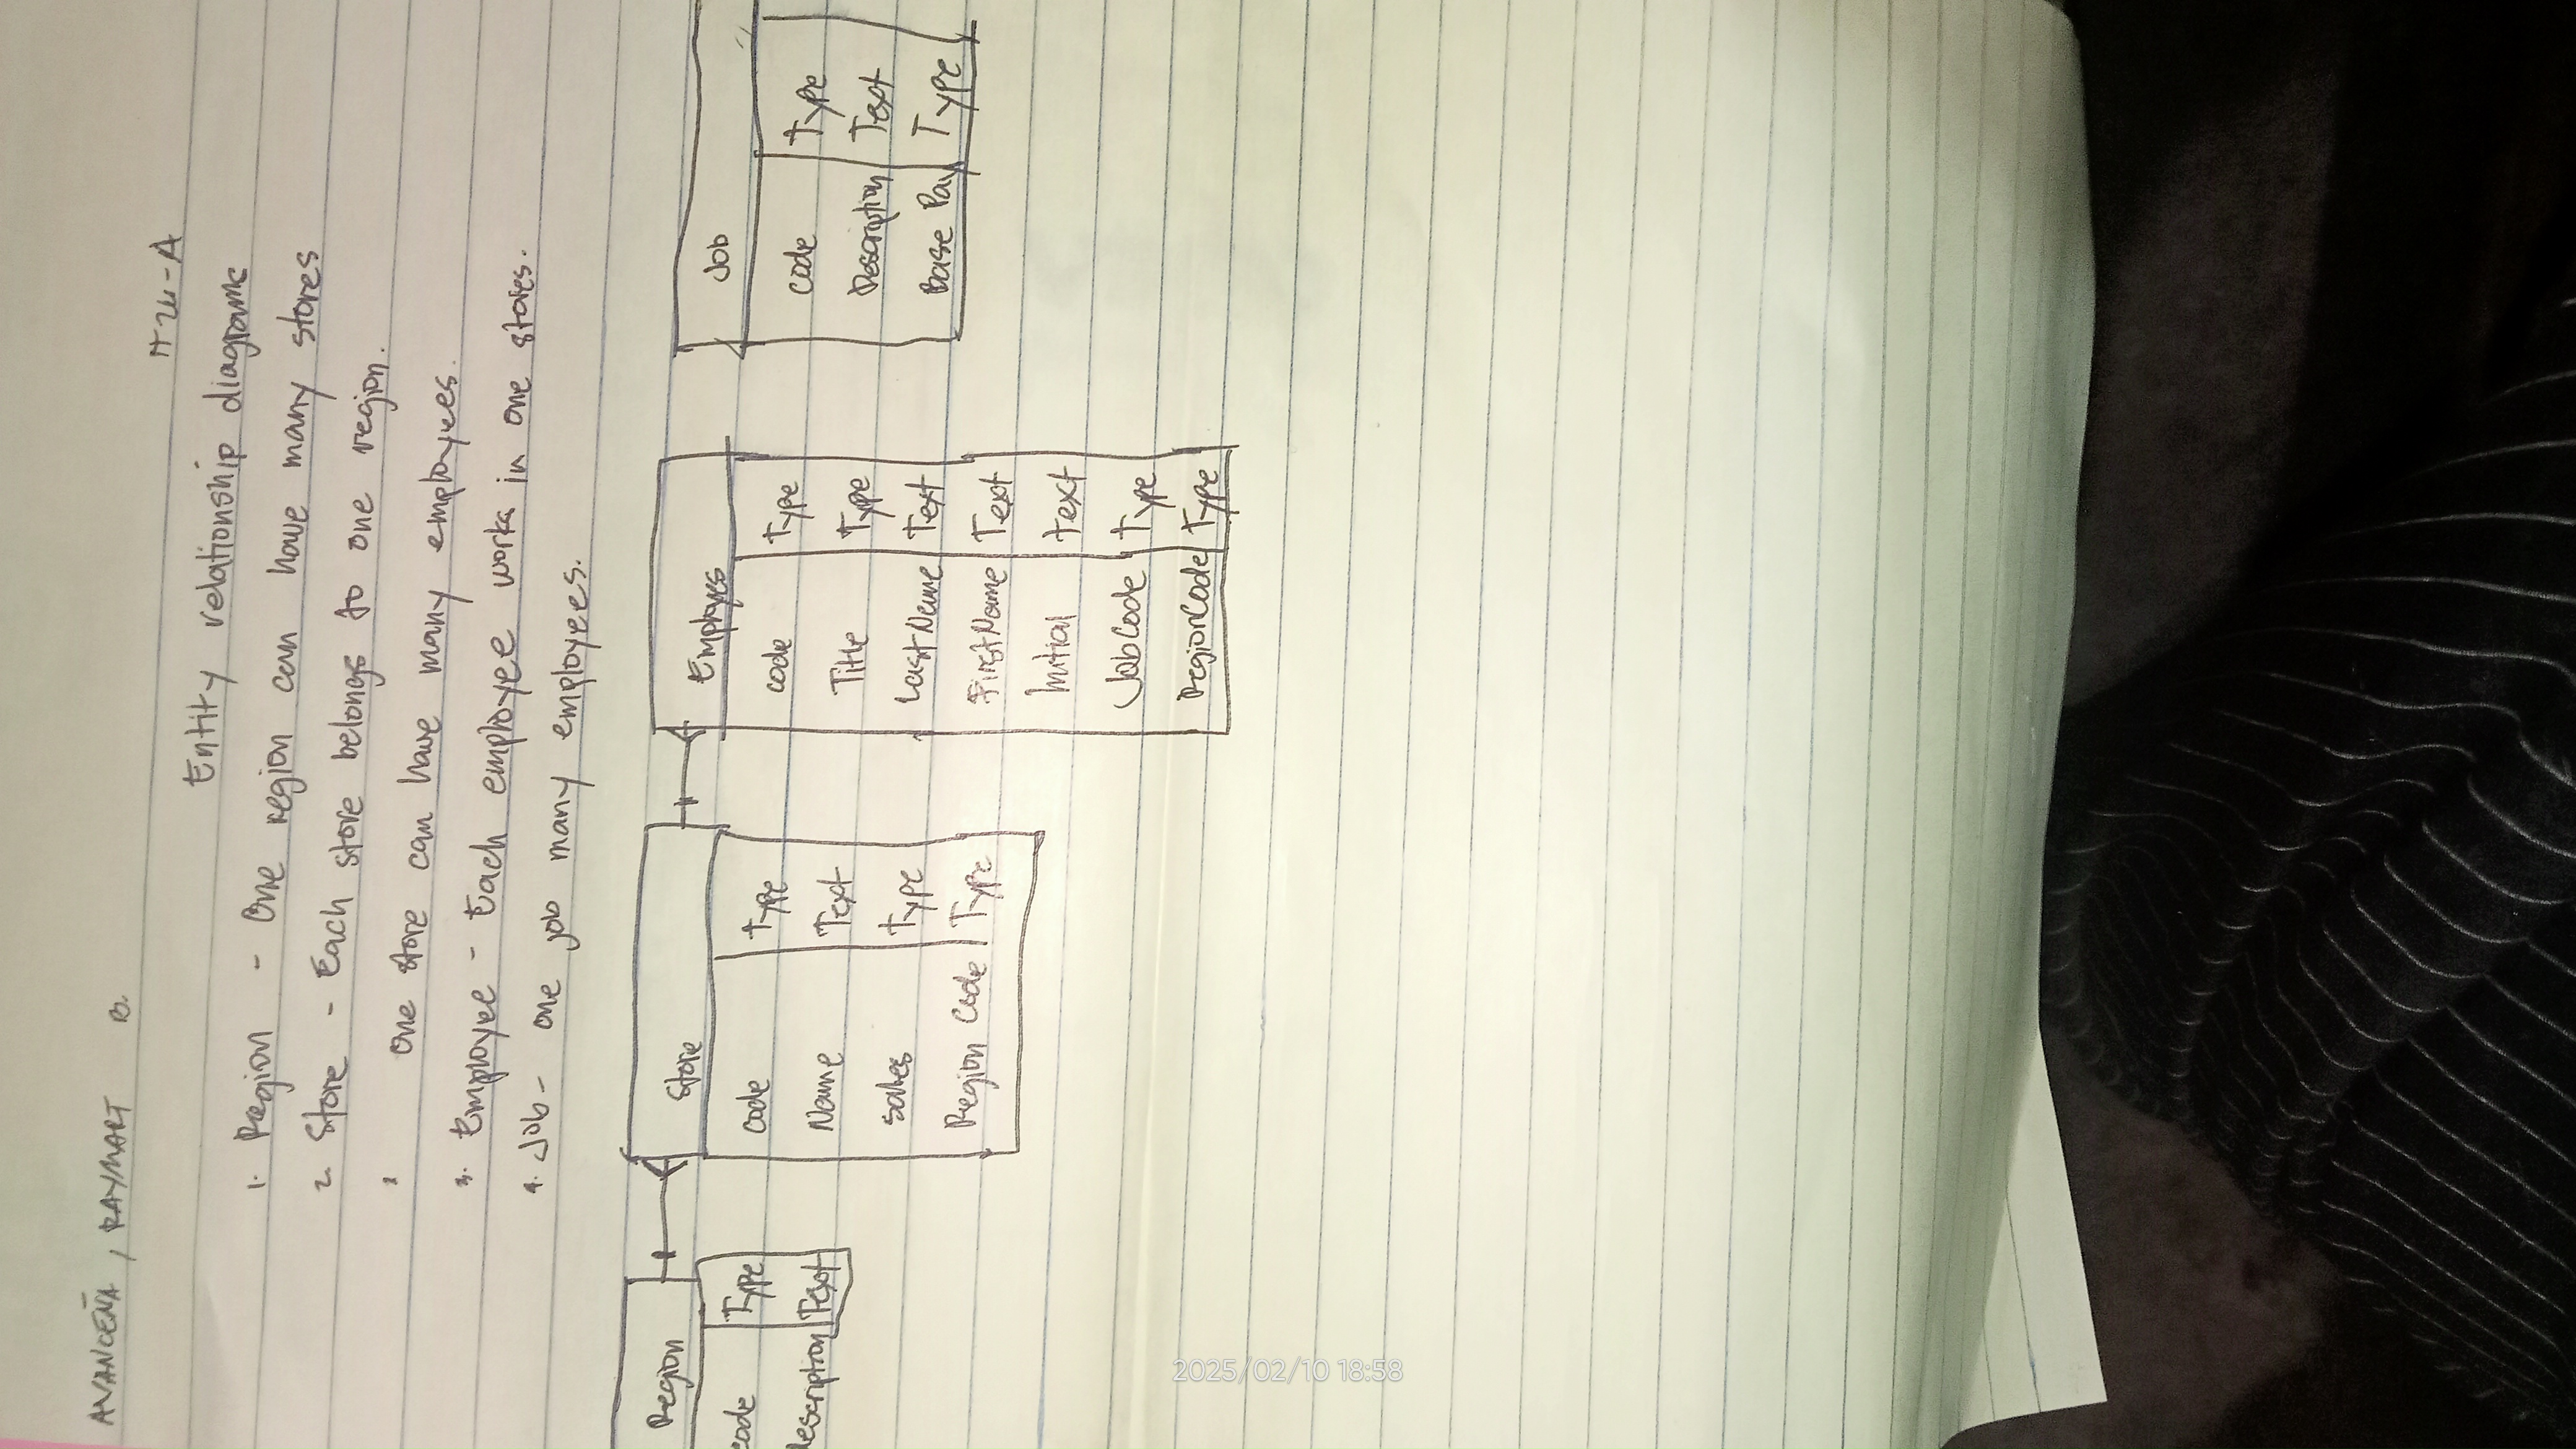 AVANCEÑA, RAYMART B.
IT 2U-A
Entity relationship diagrams
1. Region - One region can have many stores
2. Store - Each store belongs to one region.
One store can have many employees.
3. Employee - Each employee works in one stores.
4. Job - one job many employees.
Region
code Type
description Text
Store
code Type
Name Text
sales Type
Region Code Type
Employes
code Type
Title Type
LastName Text
FirstName Text
Initial text
JobCode Type
RegionCode Type
Job
code Type
Description Text
Base Pay Type
2025/02/10 18:58